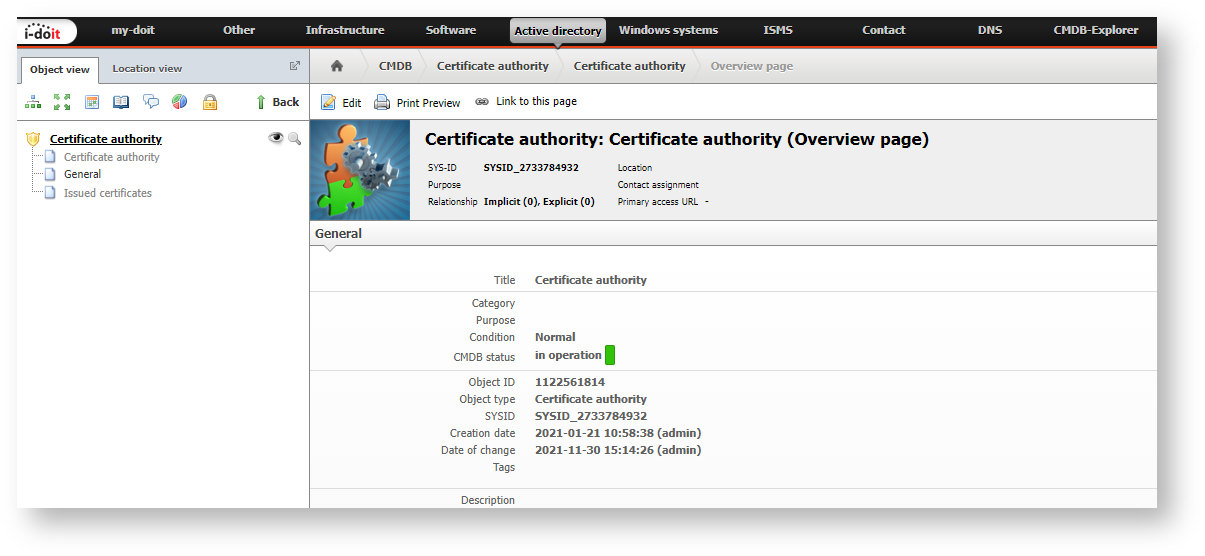 i-doit my-doit Other Infrastructure Software Active directory Windows systems ISMS Contact DNS CMDB-Explorer
Object view Location view
CMDB Certificate authority Certificate authority Overview page
Back
Edit Print Preview Link to this page
Certificate authority
Certificate authority
General
Issued certificates
Certificate authority: Certificate authority (Overview page)
SYS-ID SYSID_2733784932 Location
Purpose Contact assignment
Relationship Implicit (0), Explicit (0) Primary access URL -
General
Title Certificate authority
Category
Purpose
Condition Normal
CMDB status in operation
Object ID 1122561814
Object type Certificate authority
SYSID SYSID_2733784932
Creation date 2021-01-21 10:58:38 (admin)
Date of change 2021-11-30 15:14:26 (admin)
Tags
Description